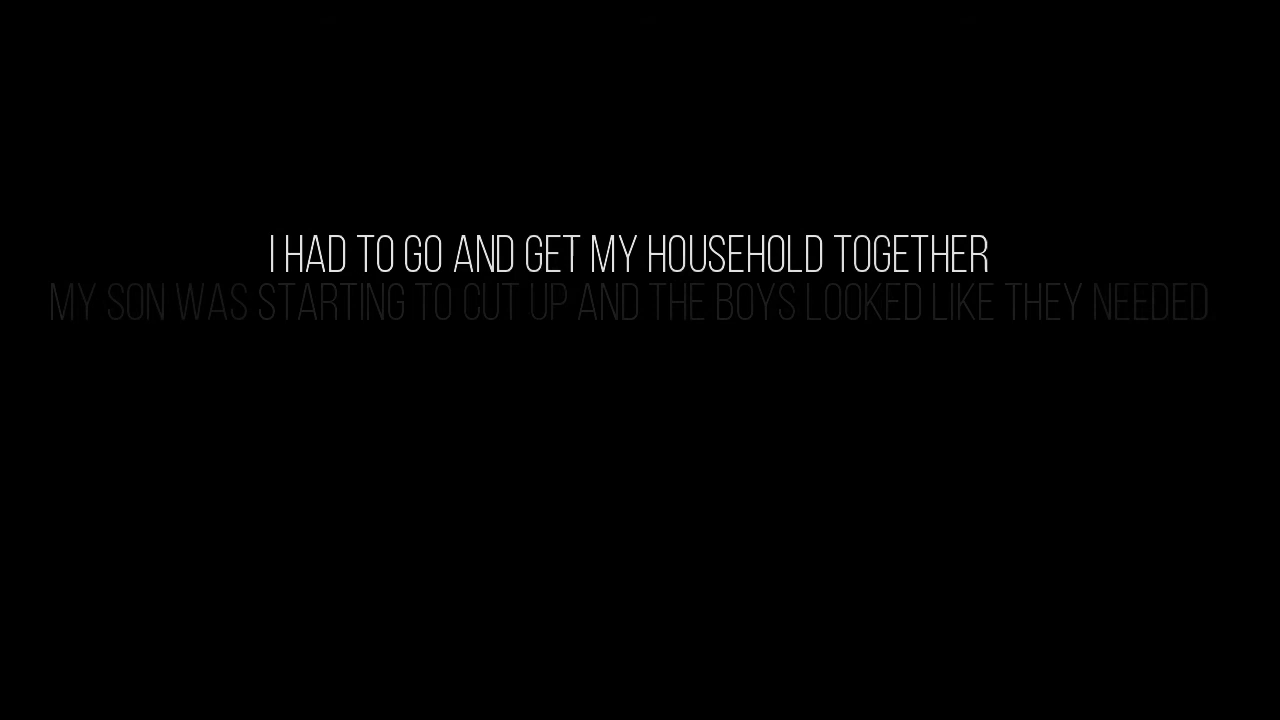 I HAD TO GO AND GET MY HOUSEHOLD TOGETHER
MY SON WAS STARTING TO CUT UP AND THE BOYS LOOKED LIKE THEY NEEDED